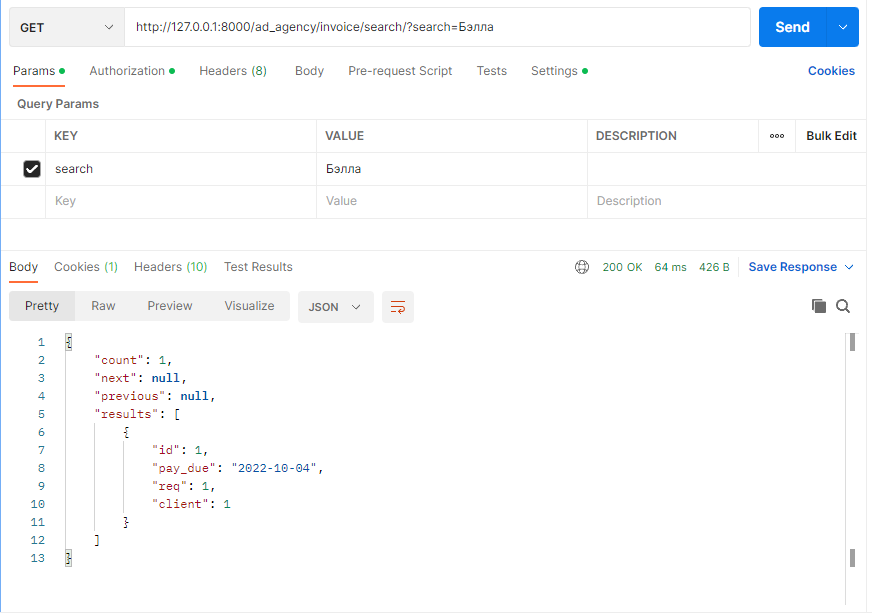 GET http://127.0.0.1:8000/ad_agency/invoice/search/?search=Бэлла Send
Params Authorization Headers (8) Body Pre-request Script Tests Settings Cookies
Query Params
KEY VALUE DESCRIPTION ooo Bulk Edit
search Бэлла
Key Value Description
Body Cookies (1) Headers (10) Test Results 200 OK 64 ms 426 B Save Response
Pretty Raw Preview Visualize JSON
1 {
2 "count": 1,
3 "next": null,
4 "previous": null,
5 "results": [
6 {
7 "id": 1,
8 "pay_due": "2022-10-04",
9 "req": 1,
10 "client": 1
11 }
12 ]
13 }